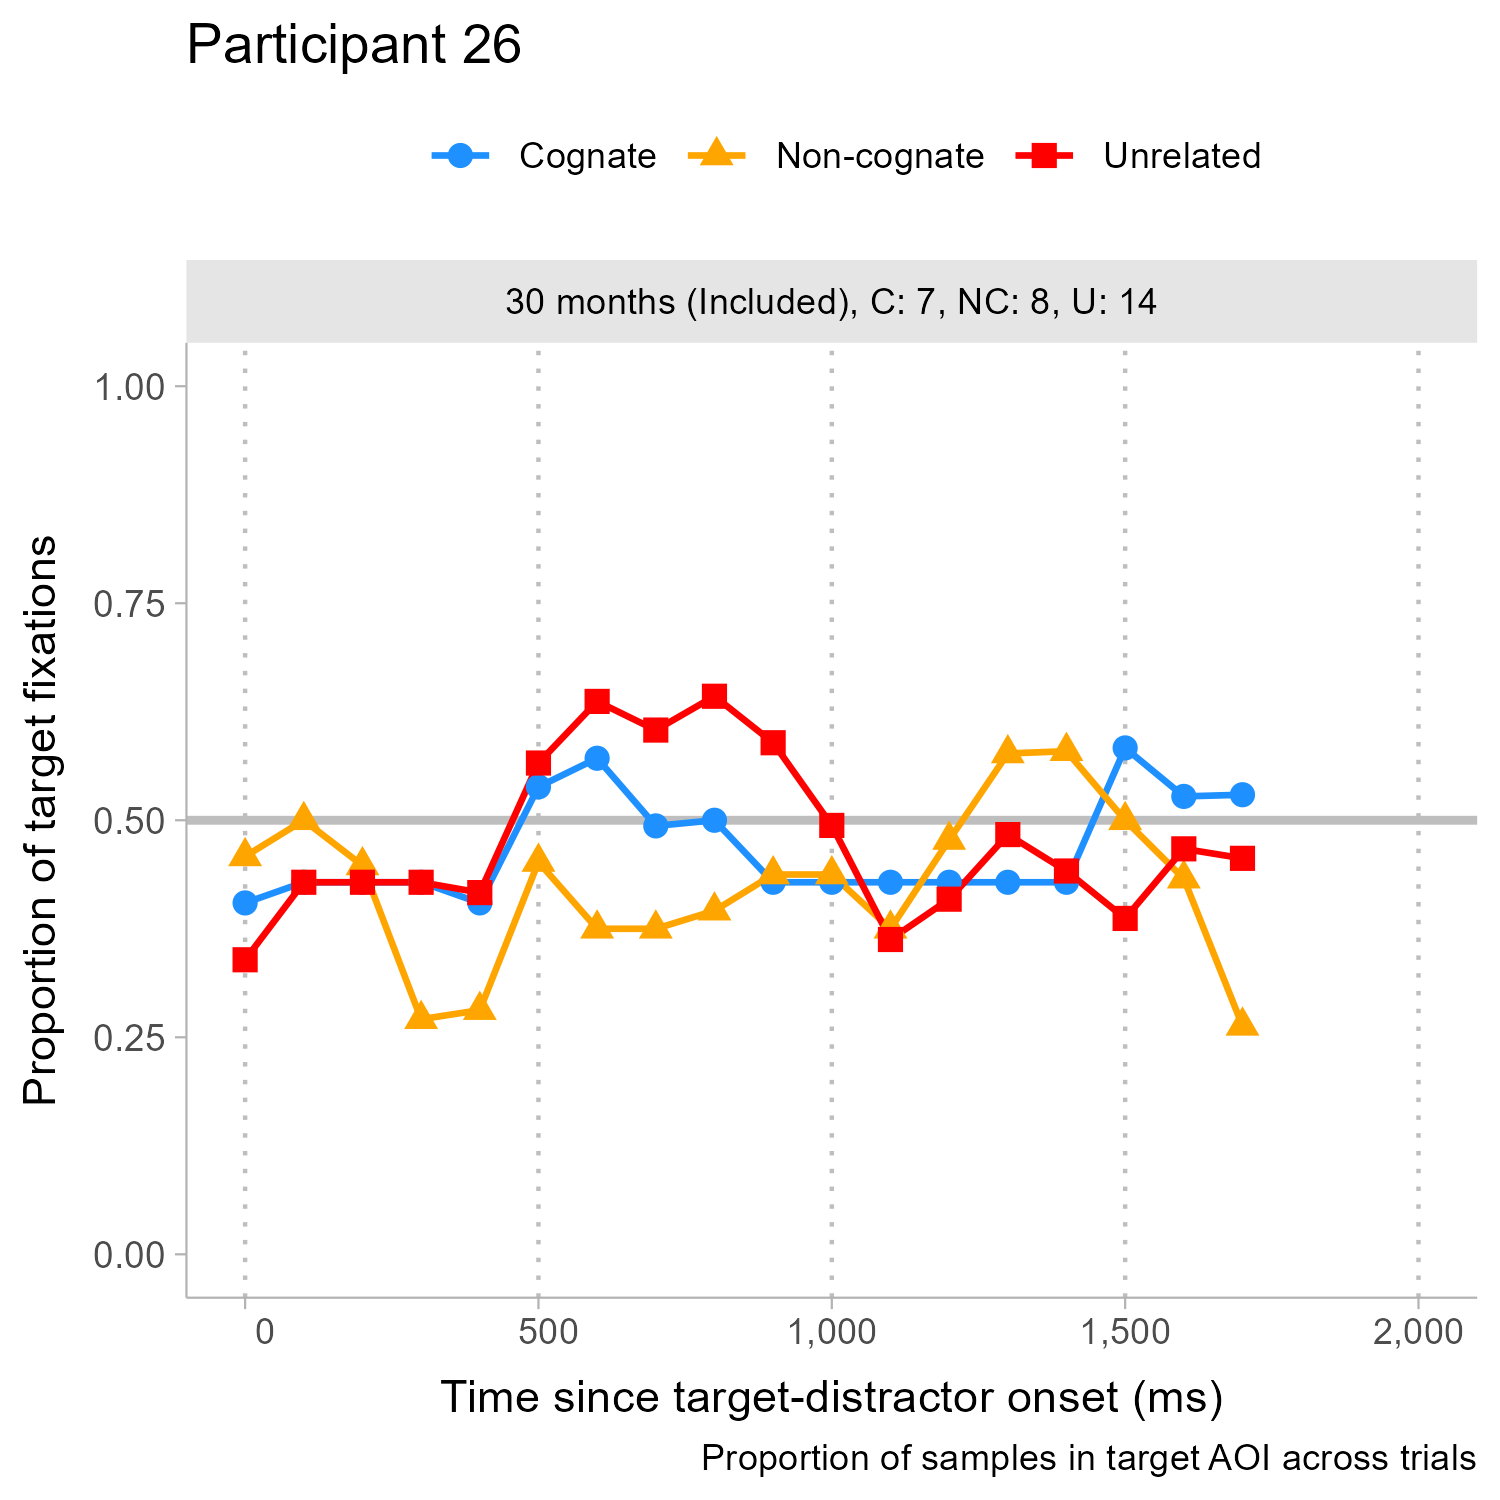 Participant 26
Cognate Non-cognate Unrelated
30 months (Included), C: 7, NC: 8, U: 14
1.00
0.75
0.50
0.25
0.00
Proportion of target fixations
0 500 1,000 1,500 2,000
Time since target-distractor onset (ms)
Proportion of samples in target AOI across trials